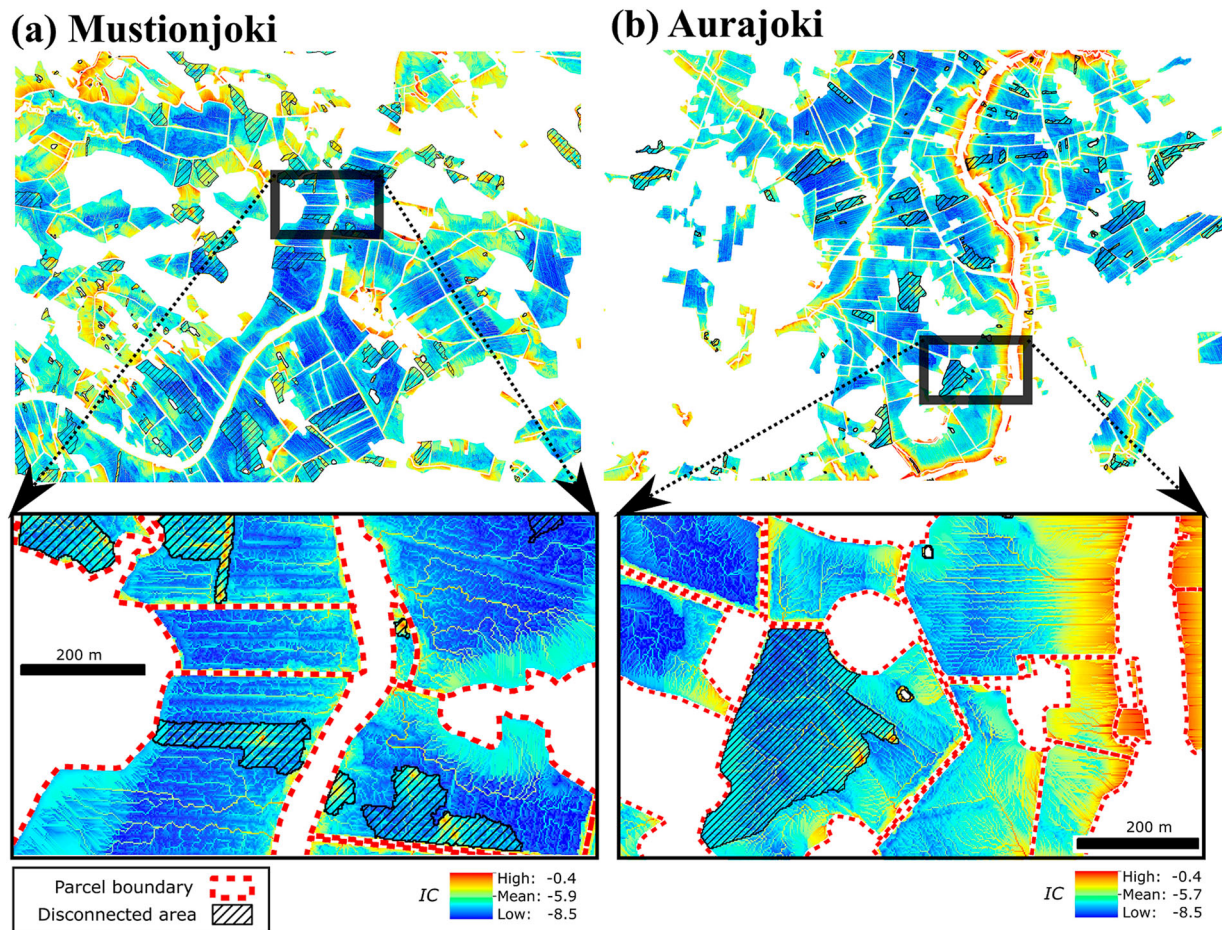 (a) Mustionjoki
(b) Aurajoki
200 m
200 m
Parcel boundary
Disconnected area
IC
High: -0.4
Mean: -5.9
Low: -8.5
IC
High: -0.4
Mean: -5.7
Low: -8.5